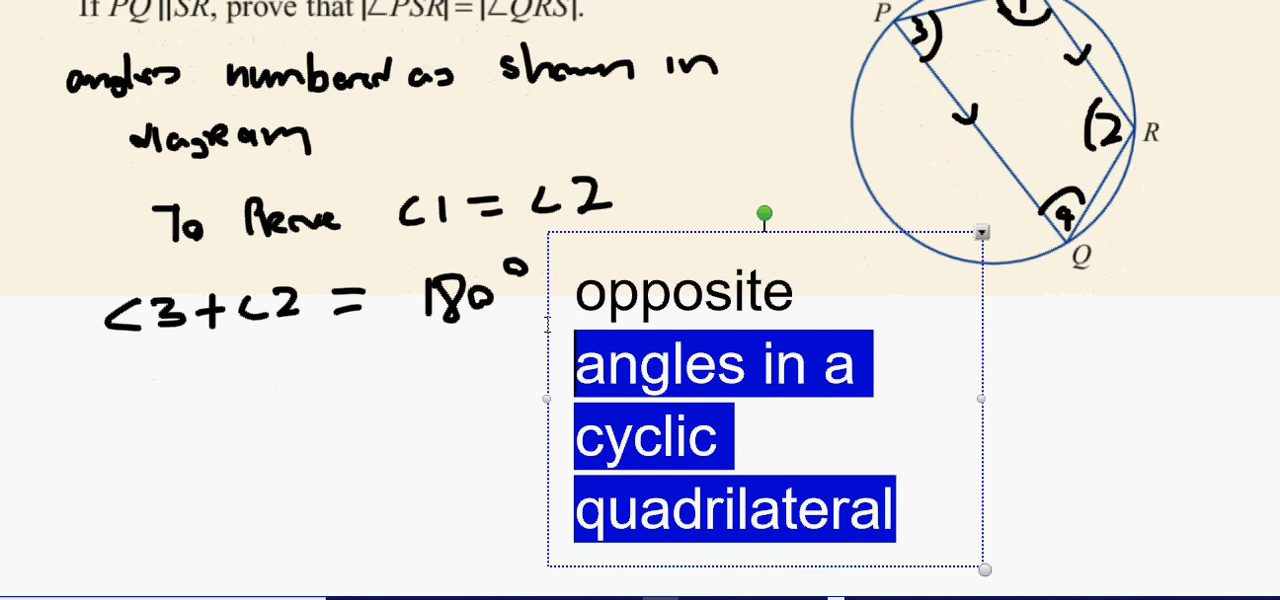 If PQ || SR, prove that |∠PSR| = |∠QRS|.
angles numbered as shown in
diagram
To Prove ∠1 = ∠2
∠3 + ∠2 = 180°
opposite
angles in a
cyclic
quadrilateral
P
3
1
2
R
4
Q